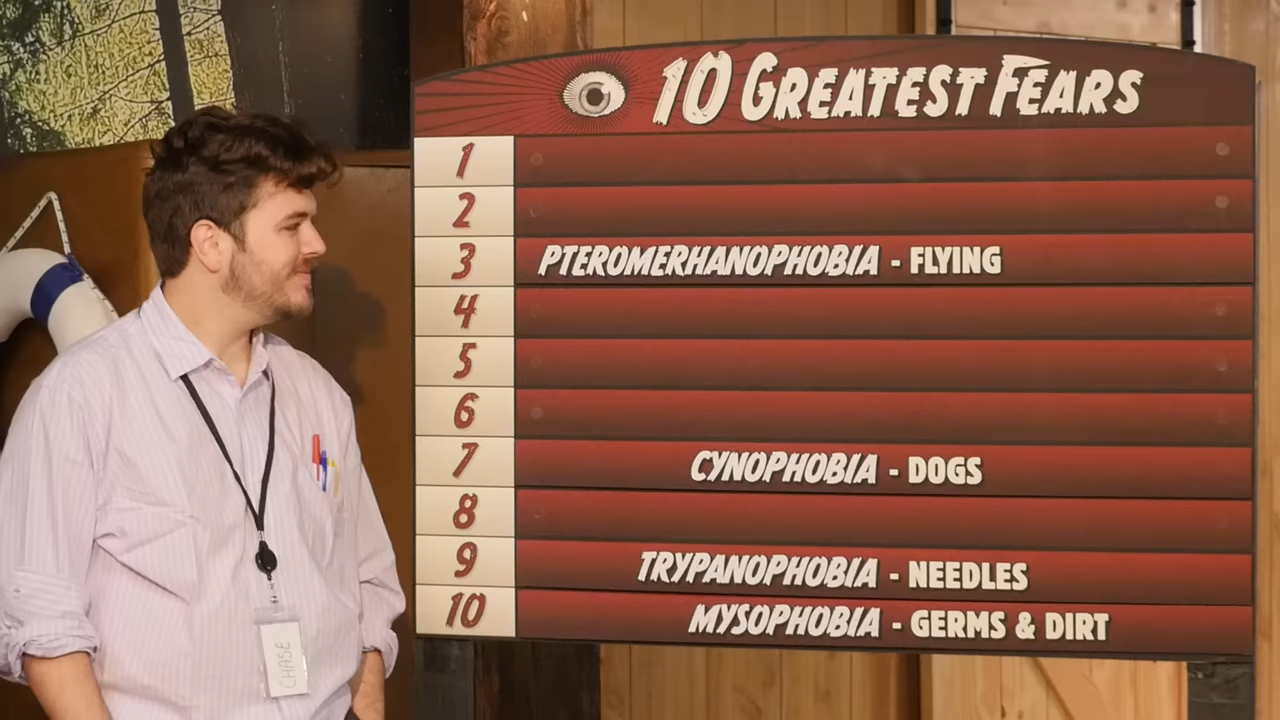 10 GREATEST FEARS
1
2
3 PTEROMERHANOPHOBIA - FLYING
4
5
6
7 CYNOPHOBIA - DOGS
8
9 TRYPANOPHOBIA - NEEDLES
10 MYSOPHOBIA - GERMS & DIRT
CHASE